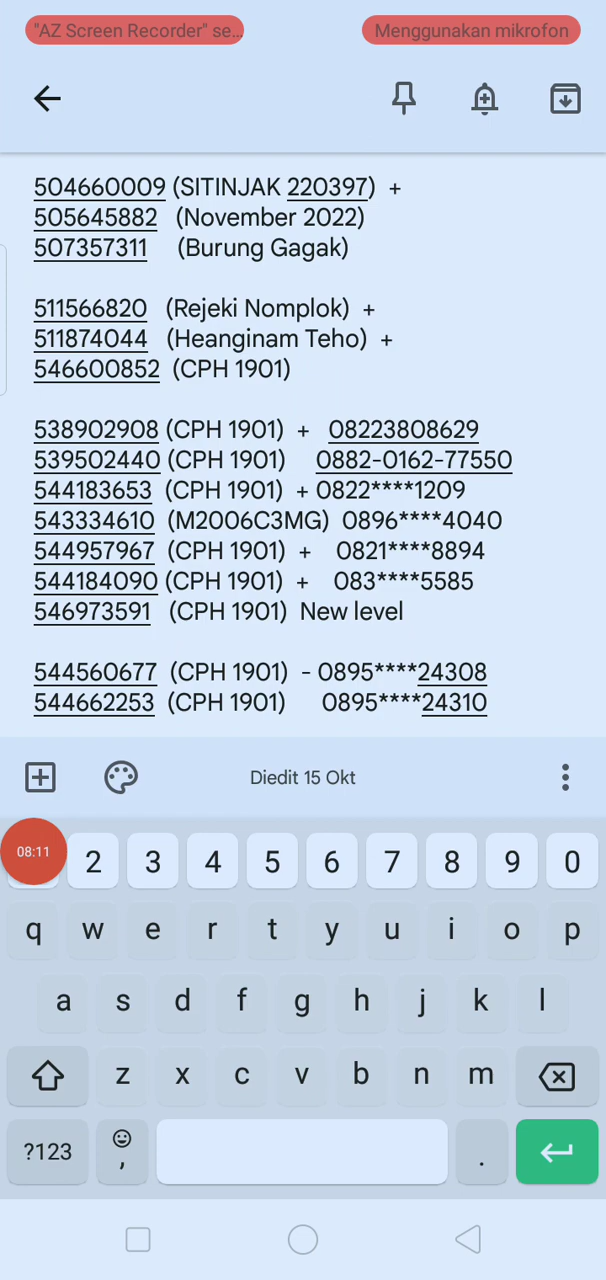 "AZ Screen Recorder" se...
Menggunakan mikrofon
504660009 (SITINJAK 220397) +
505645882 (November 2022)
507357311 (Burung Gagak)
511566820 (Rejeki Nomplok) +
511874044 (Heanginam Teho) +
546600852 (CPH 1901)
538902908 (CPH 1901) + 08223808629
539502440 (CPH 1901) 0882-0162-77550
544183653 (CPH 1901) + 0822****1209
543334610 (M2006C3MG) 0896****4040
544957967 (CPH 1901) + 0821****8894
544184090 (CPH 1901) + 083****5585
546973591 (CPH 1901) New level
544560677 (CPH 1901) - 0895****24308
544662253 (CPH 1901) 0895****24310
Diedit 15 Okt
08:11
2 3 4 5 6 7 8 9 0
q w e r t y u i o p
a s d f g h j k l
z x c v b n m
?123 , .